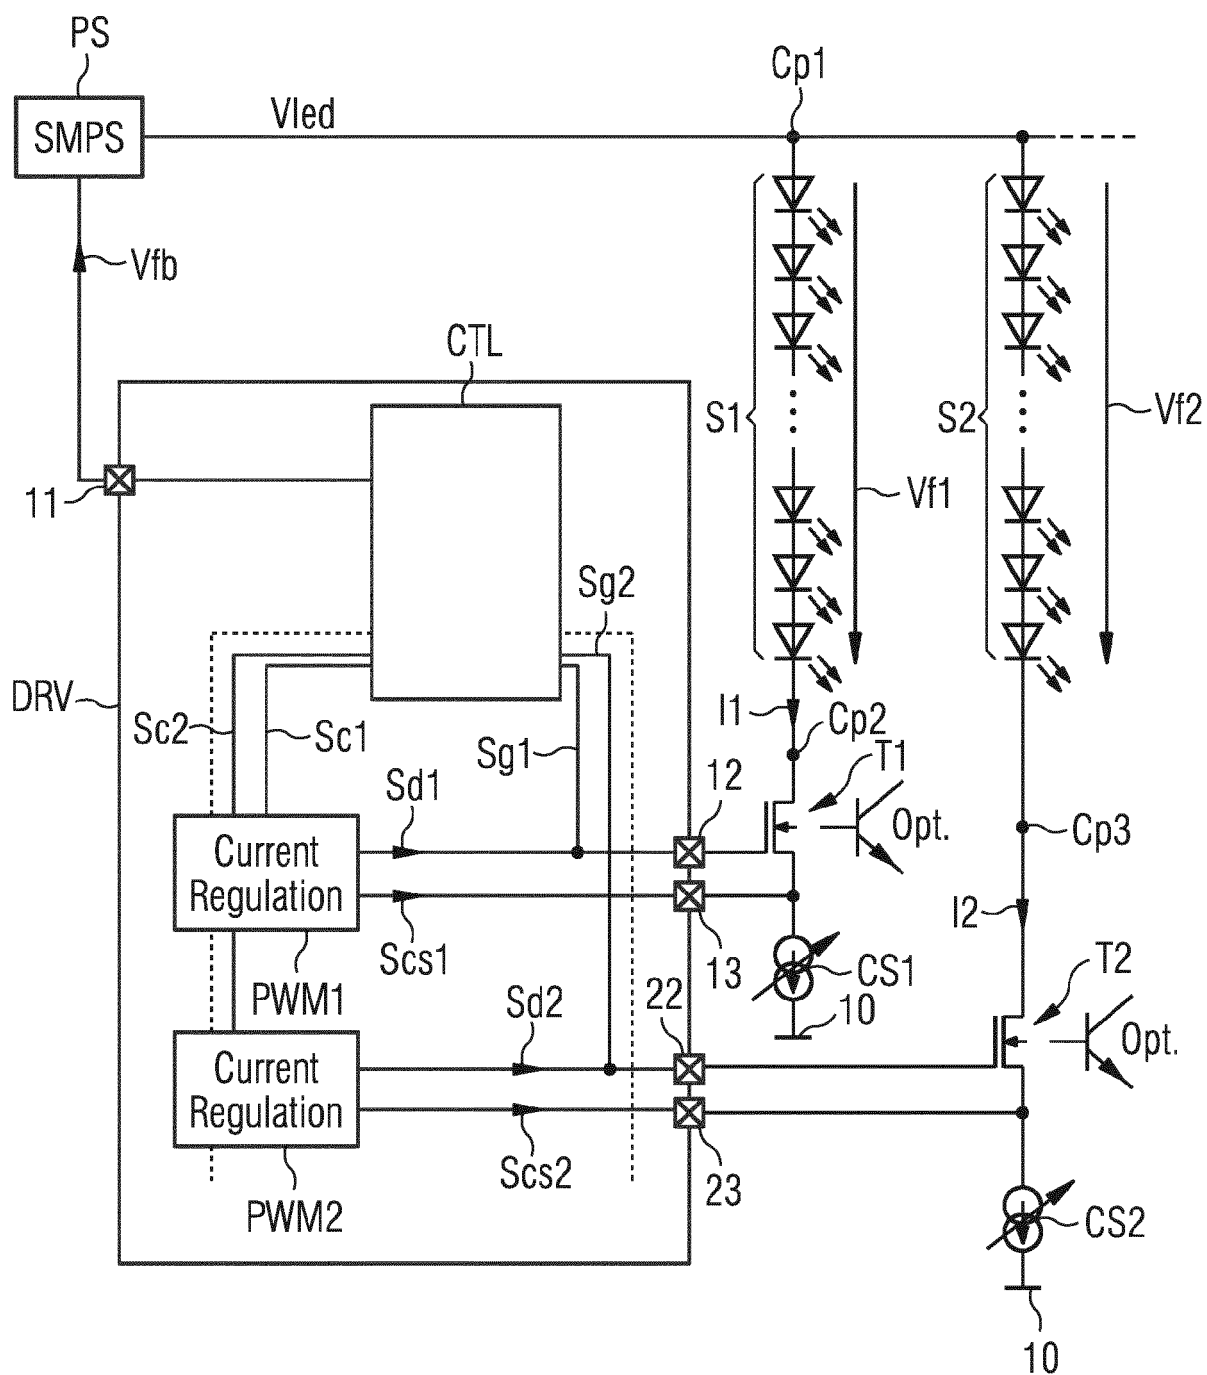 PS
SMPS
Vled
Cp1
Vfb
CTL
S1
S2
Vf2
Vf1
11
Sg2
DRV
Sc2
Sc1
Sg1
I1
Cp2
T1
Sd1
12
Opt.
Cp3
Current
Regulation
Scs1
13
CS1
I2
PWM1
10
T2
Sd2
22
Opt.
Current
Regulation
Scs2
23
PWM2
CS2
10